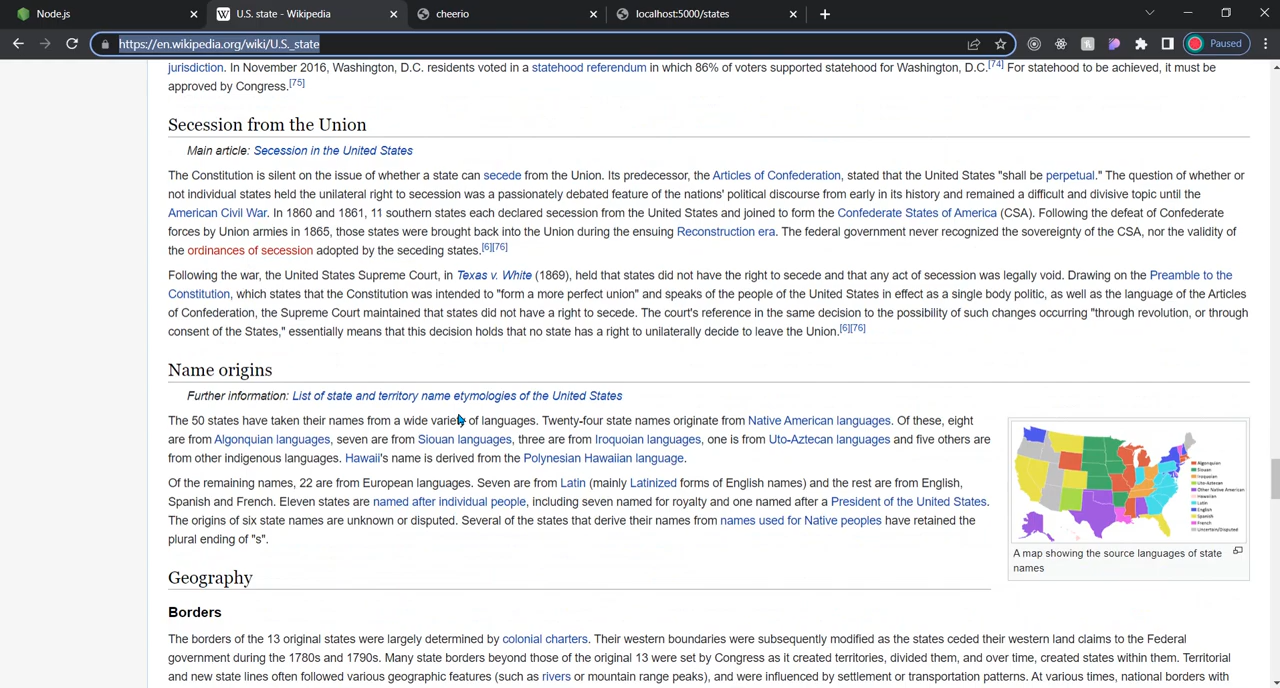 Node.js
U.S. state - Wikipedia
cheerio
localhost:5000/states
https://en.wikipedia.org/wiki/U.S._state
Paused
jurisdiction. In November 2016, Washington, D.C. residents voted in a statehood referendum in which 86% of voters supported statehood for Washington, D.C.[74] For statehood to be achieved, it must be
approved by Congress.[75]
Secession from the Union
Main article: Secession in the United States
The Constitution is silent on the issue of whether a state can secede from the Union. Its predecessor, the Articles of Confederation, stated that the United States "shall be perpetual." The question of whether or
not individual states held the unilateral right to secession was a passionately debated feature of the nations' political discourse from early in its history and remained a difficult and divisive topic until the
American Civil War. In 1860 and 1861, 11 southern states each declared secession from the United States and joined to form the Confederate States of America (CSA). Following the defeat of Confederate
forces by Union armies in 1865, those states were brought back into the Union during the ensuing Reconstruction era. The federal government never recognized the sovereignty of the CSA, nor the validity of
the ordinances of secession adopted by the seceding states.[6][76]
Following the war, the United States Supreme Court, in Texas v. White (1869), held that states did not have the right to secede and that any act of secession was legally void. Drawing on the Preamble to the
Constitution, which states that the Constitution was intended to "form a more perfect union" and speaks of the people of the United States in effect as a single body politic, as well as the language of the Articles
of Confederation, the Supreme Court maintained that states did not have a right to secede. The court's reference in the same decision to the possibility of such changes occurring "through revolution, or through
consent of the States," essentially means that this decision holds that no state has a right to unilaterally decide to leave the Union.[6][76]
Name origins
Further information: List of state and territory name etymologies of the United States
The 50 states have taken their names from a wide variety of languages. Twenty-four state names originate from Native American languages. Of these, eight
are from Algonquian languages, seven are from Siouan languages, three are from Iroquoian languages, one is from Uto-Aztecan languages and five others are
from other indigenous languages. Hawaii's name is derived from the Polynesian Hawaiian language.
Of the remaining names, 22 are from European languages. Seven are from Latin (mainly Latinized forms of English names) and the rest are from English,
Spanish and French. Eleven states are named after individual people, including seven named for royalty and one named after a President of the United States.
The origins of six state names are unknown or disputed. Several of the states that derive their names from names used for Native peoples have retained the
plural ending of "s".
Algonquian
Siouan
Iroquoian
Uto-Aztecan
Other Native American
Hawaiian
Latin
English
Spanish
French
Uncertain/Disputed
A map showing the source languages of state
names
Geography
Borders
The borders of the 13 original states were largely determined by colonial charters. Their western boundaries were subsequently modified as the states ceded their western land claims to the Federal
government during the 1780s and 1790s. Many state borders beyond those of the original 13 were set by Congress as it created territories, divided them, and over time, created states within them. Territorial
and new state lines often followed various geographic features (such as rivers or mountain range peaks), and were influenced by settlement or transportation patterns. At various times, national borders with